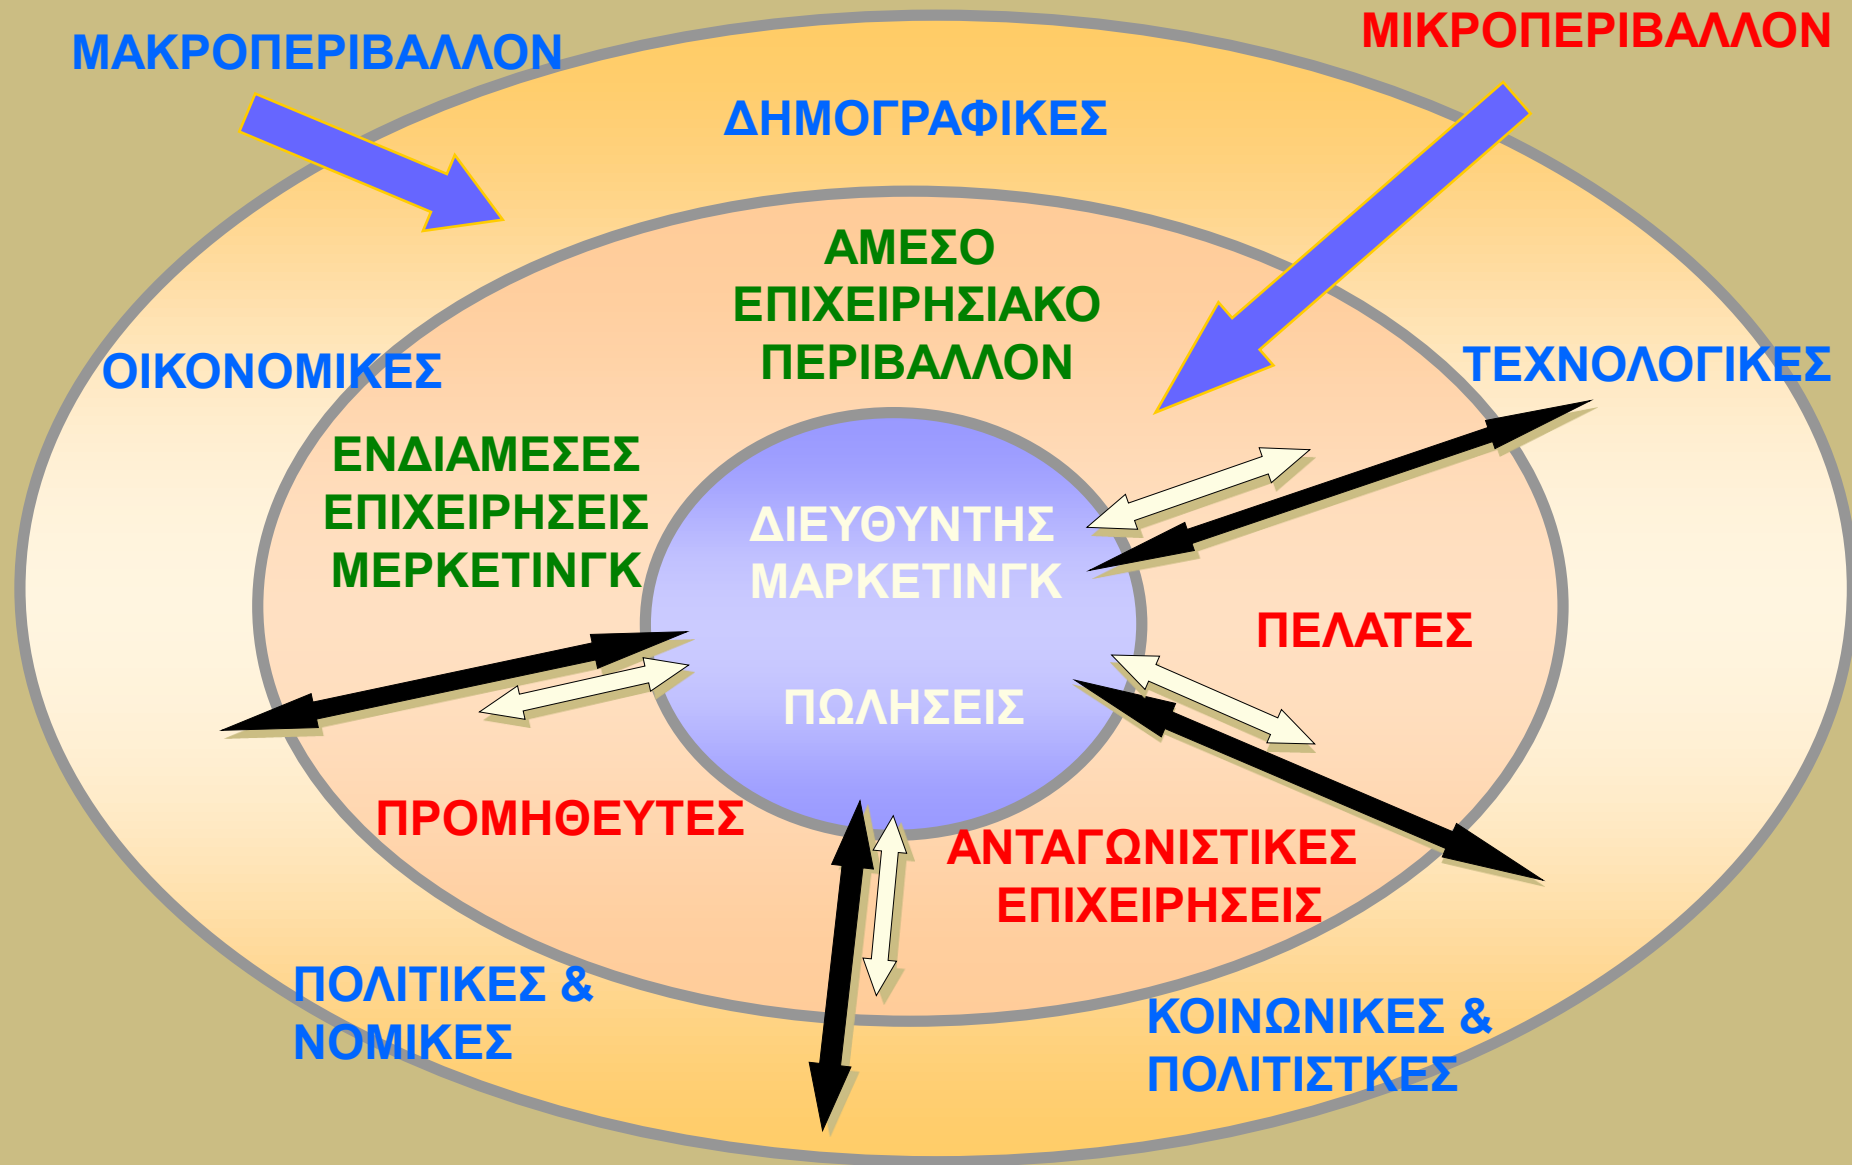 ΜΑΚΡΟΠΕΡΙΒΑΛΛΟΝ
ΜΙΚΡΟΠΕΡΙΒΑΛΛΟΝ
ΔΗΜΟΓΡΑΦΙΚΕΣ
ΑΜΕΣΟ
ΕΠΙΧΕΙΡΗΣΙΑΚΟ
ΠΕΡΙΒΑΛΛΟΝ
ΟΙΚΟΝΟΜΙΚΕΣ
ΤΕΧΝΟΛΟΓΙΚΕΣ
ΕΝΔΙΑΜΕΣΕΣ
ΕΠΙΧΕΙΡΗΣΕΙΣ
ΜΕΡΚΕΤΙΝΓΚ
ΔΙΕΥΘΥΝΤΗΣ
ΜΑΡΚΕΤΙΝΓΚ
ΠΩΛΗΣΕΙΣ
ΠΕΛΑΤΕΣ
ΠΡΟΜΗΘΕΥΤΕΣ
ΑΝΤΑΓΩΝΙΣΤΙΚΕΣ
ΕΠΙΧΕΙΡΗΣΕΙΣ
ΠΟΛΙΤΙΚΕΣ &
ΝΟΜΙΚΕΣ
ΚΟΙΝΩΝΙΚΕΣ &
ΠΟΛΙΤΙΣΤΚΕΣ